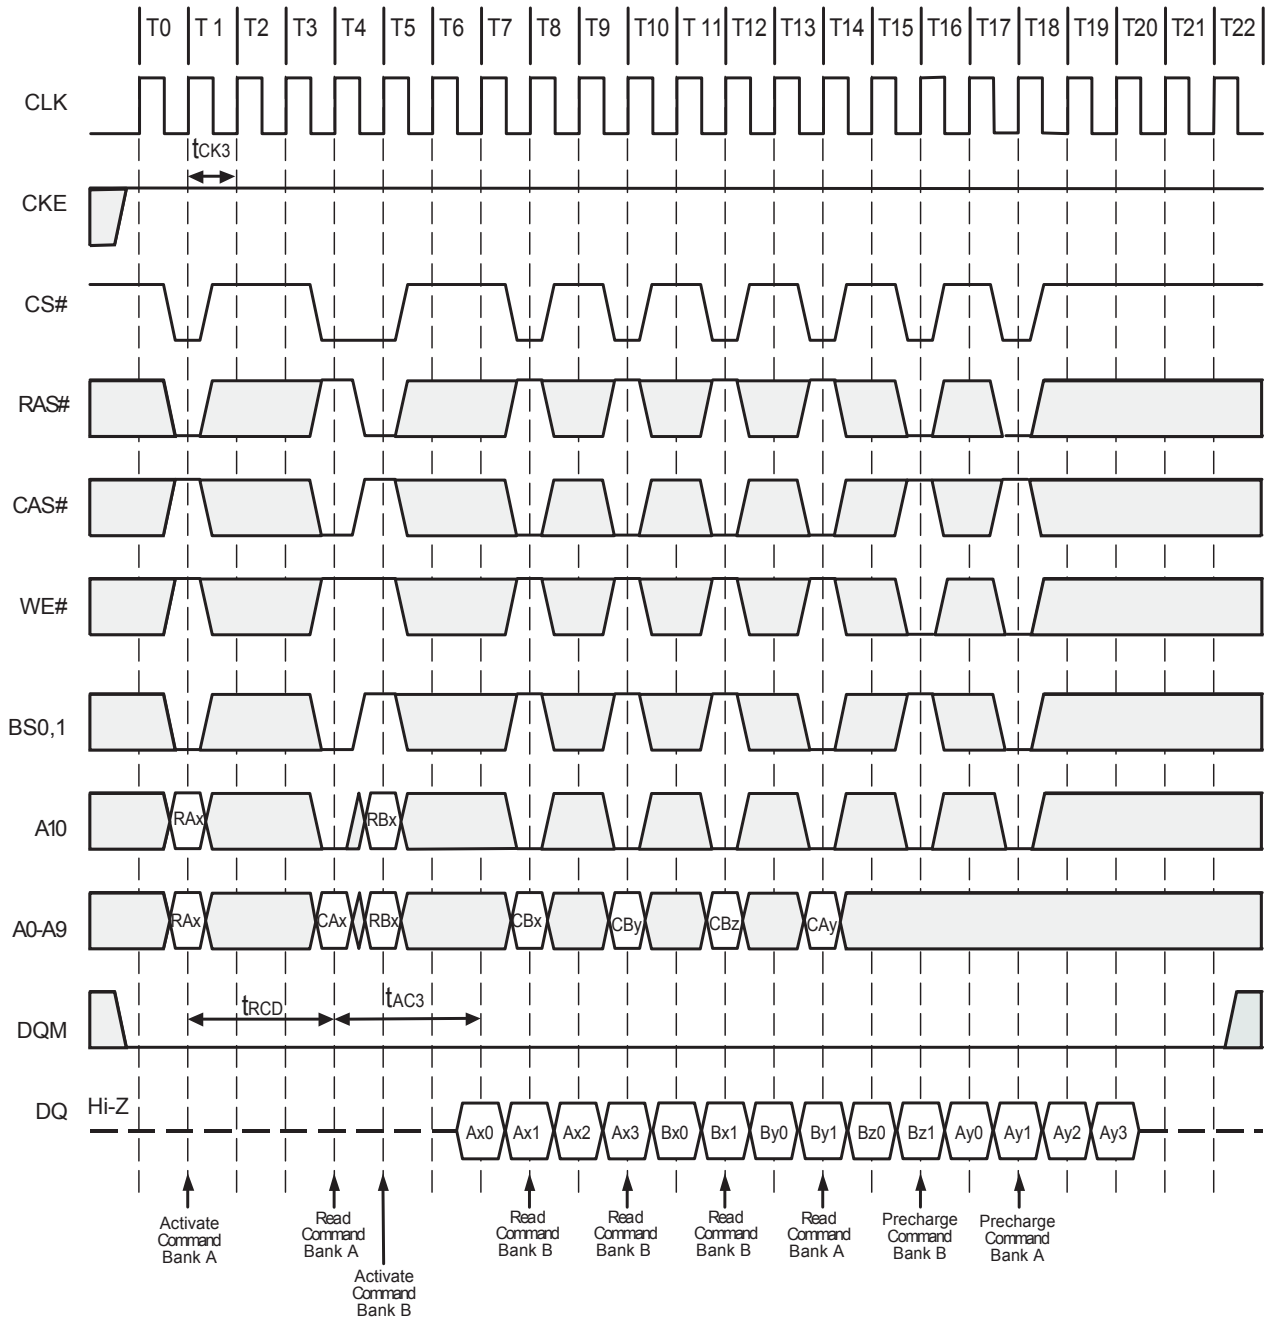 T0 T 1 T2 T3 T4 T5 T6 T7 T8 T9 T10 T 11 T12 T13 T14 T15 T16 T17 T18 T19 T20 T21 T22
CLK
tCK3
CKE
CS#
RAS#
CAS#
WE#
BS0,1
A10
RAx RBx
A0-A9
RAx CAx RBx CBx CBy CBz CAy
tRCD tAC3
DQM
DQ Hi-Z
Ax0 Ax1 Ax2 Ax3 Bx0 Bx1 By0 By1 Bz0 Bz1 Ay0 Ay1 Ay2 Ay3
Activate
Command
Bank A
Read
Command
Bank A
Activate
Command
Bank B
Read
Command
Bank B
Read
Command
Bank B
Read
Command
Bank B
Read
Command
Bank A
Precharge
Command
Bank B
Precharge
Command
Bank A